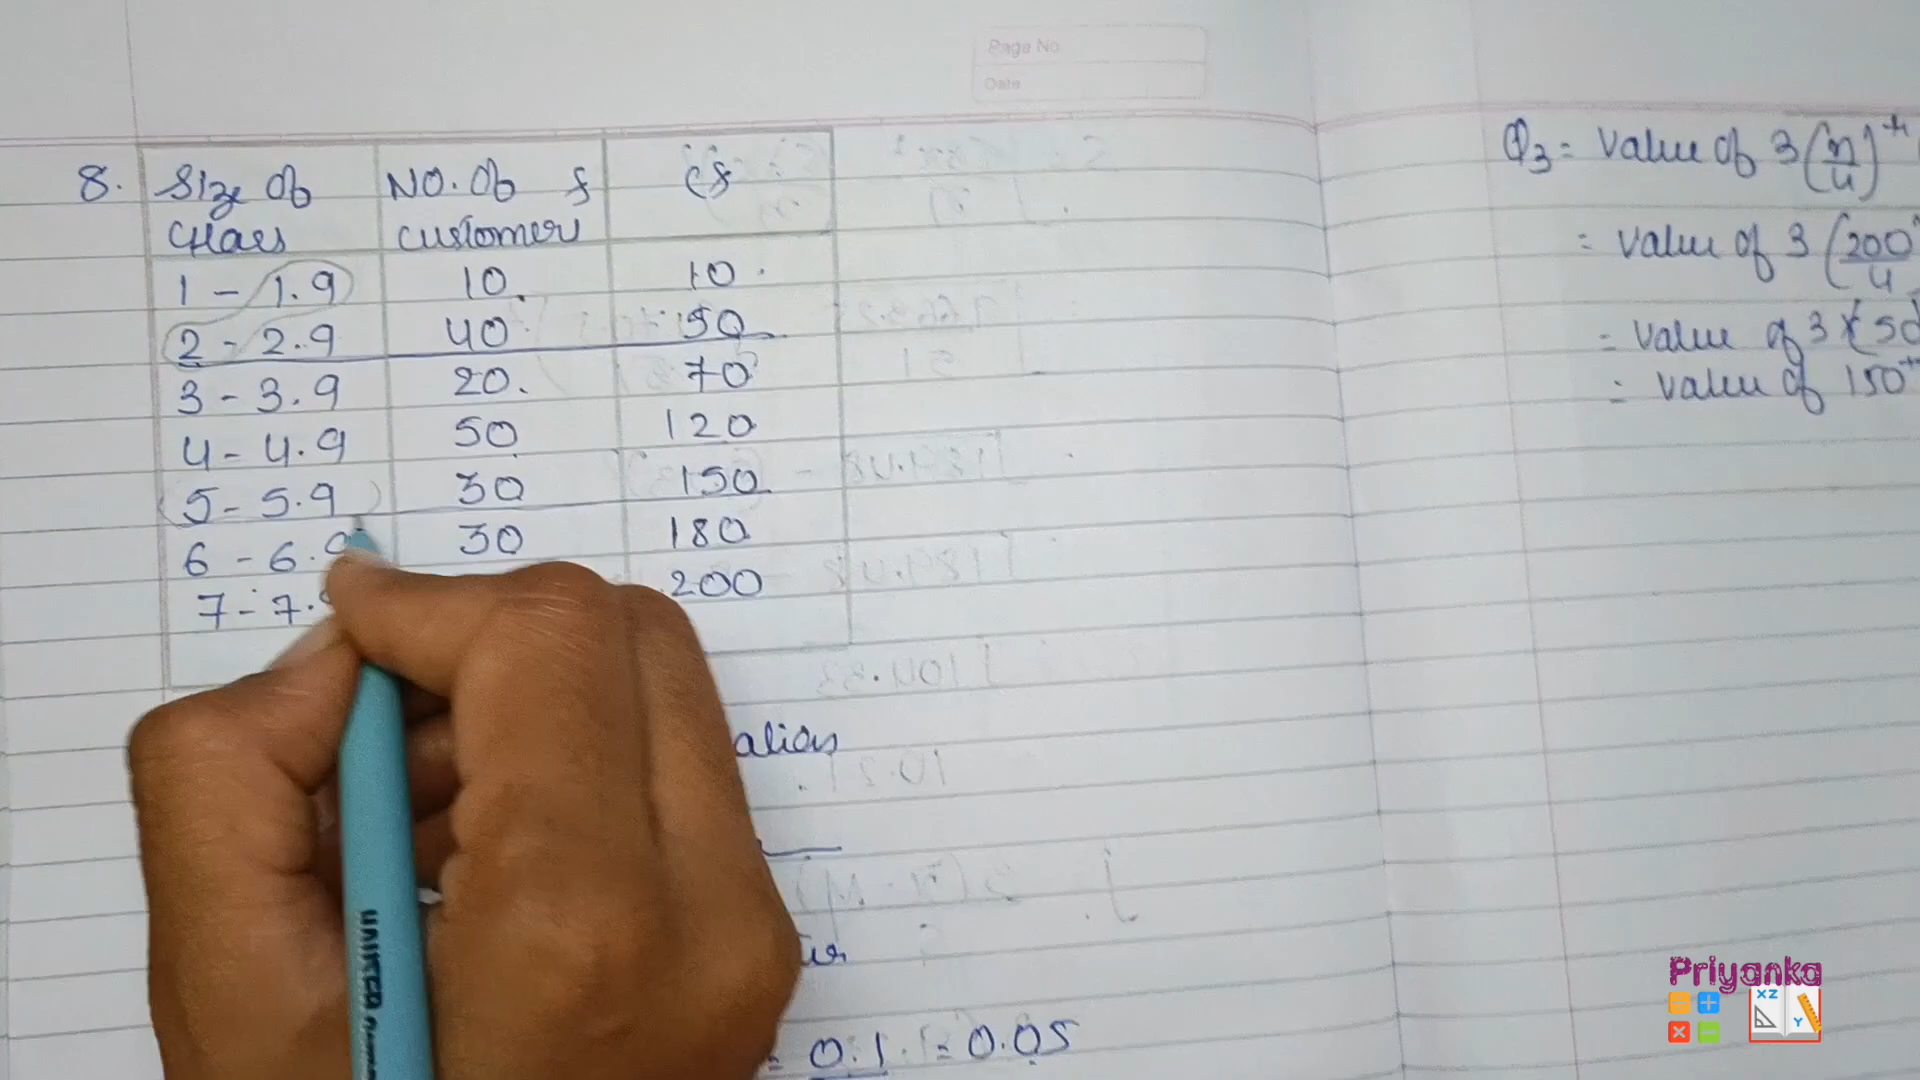 Page No
Date
8. Size of No. of f cf
customer
1 - 1.9 10 10
2 - 2.9 40 50
3 - 3.9 20 70
4 - 4.9 50 120
5 - 5.9 30 150
6 - 6.9 30 180
7 - 7. 200
= 0.1 = 0.05
Q3 = Value of 3 (n/4)th
= Value of 3 (200/4
= Value of 3 (50
= Value of 150th
Priyanka
XZ
Y